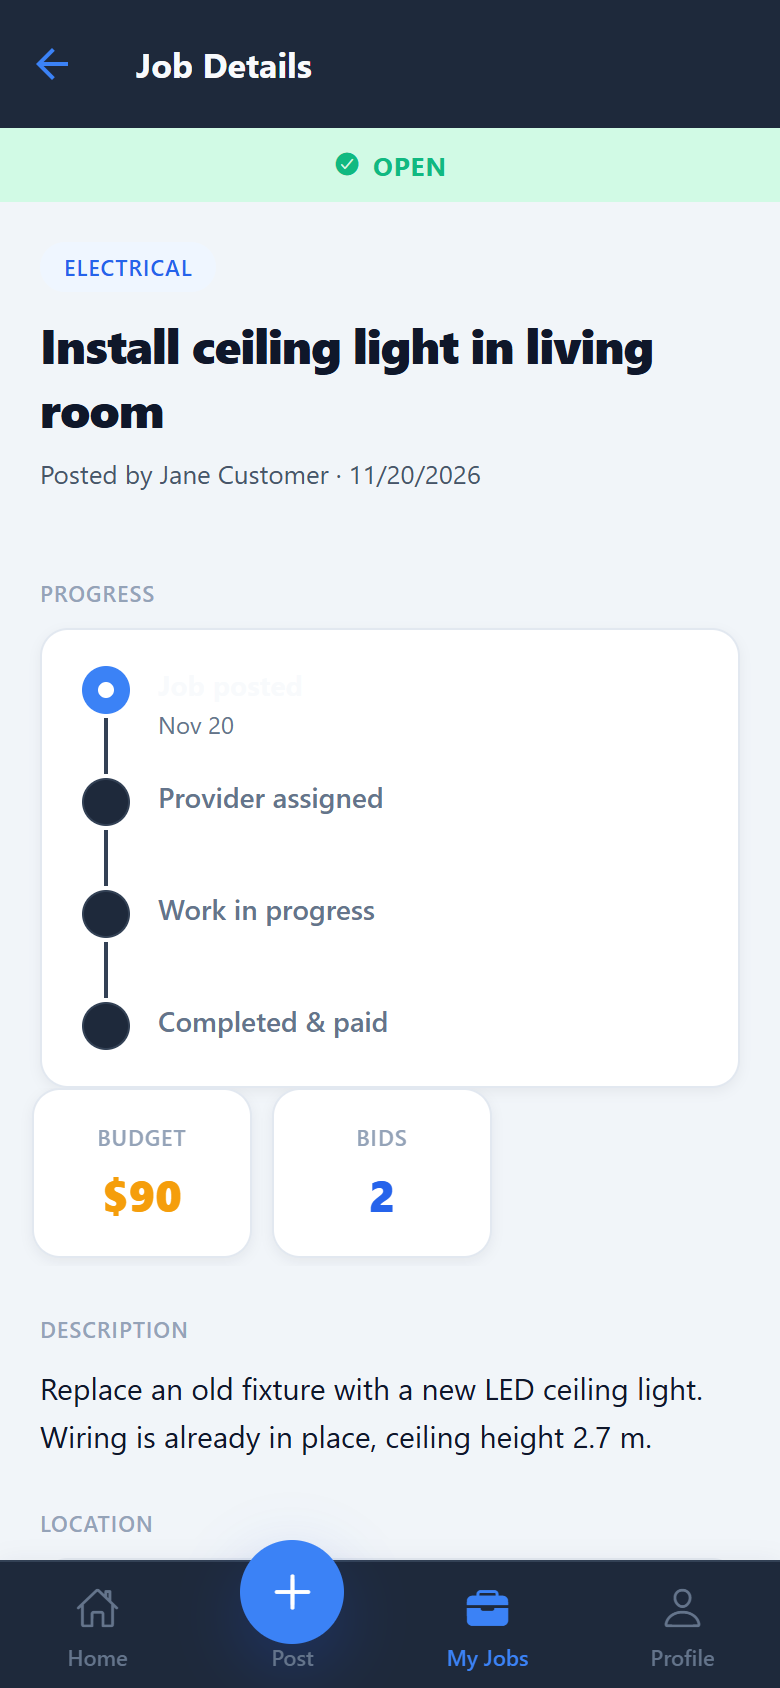 Job Details
OPEN
ELECTRICAL
Install ceiling light in living
room
Posted by Jane Customer · 11/20/2026
PROGRESS
Job posted
Nov 20
Provider assigned
Work in progress
Completed & paid
BUDGET
BIDS
$90
2
DESCRIPTION
Replace an old fixture with a new LED ceiling light.
Wiring is already in place, ceiling height 2.7 m.
LOCATION
Home
Post
My Jobs
Profile